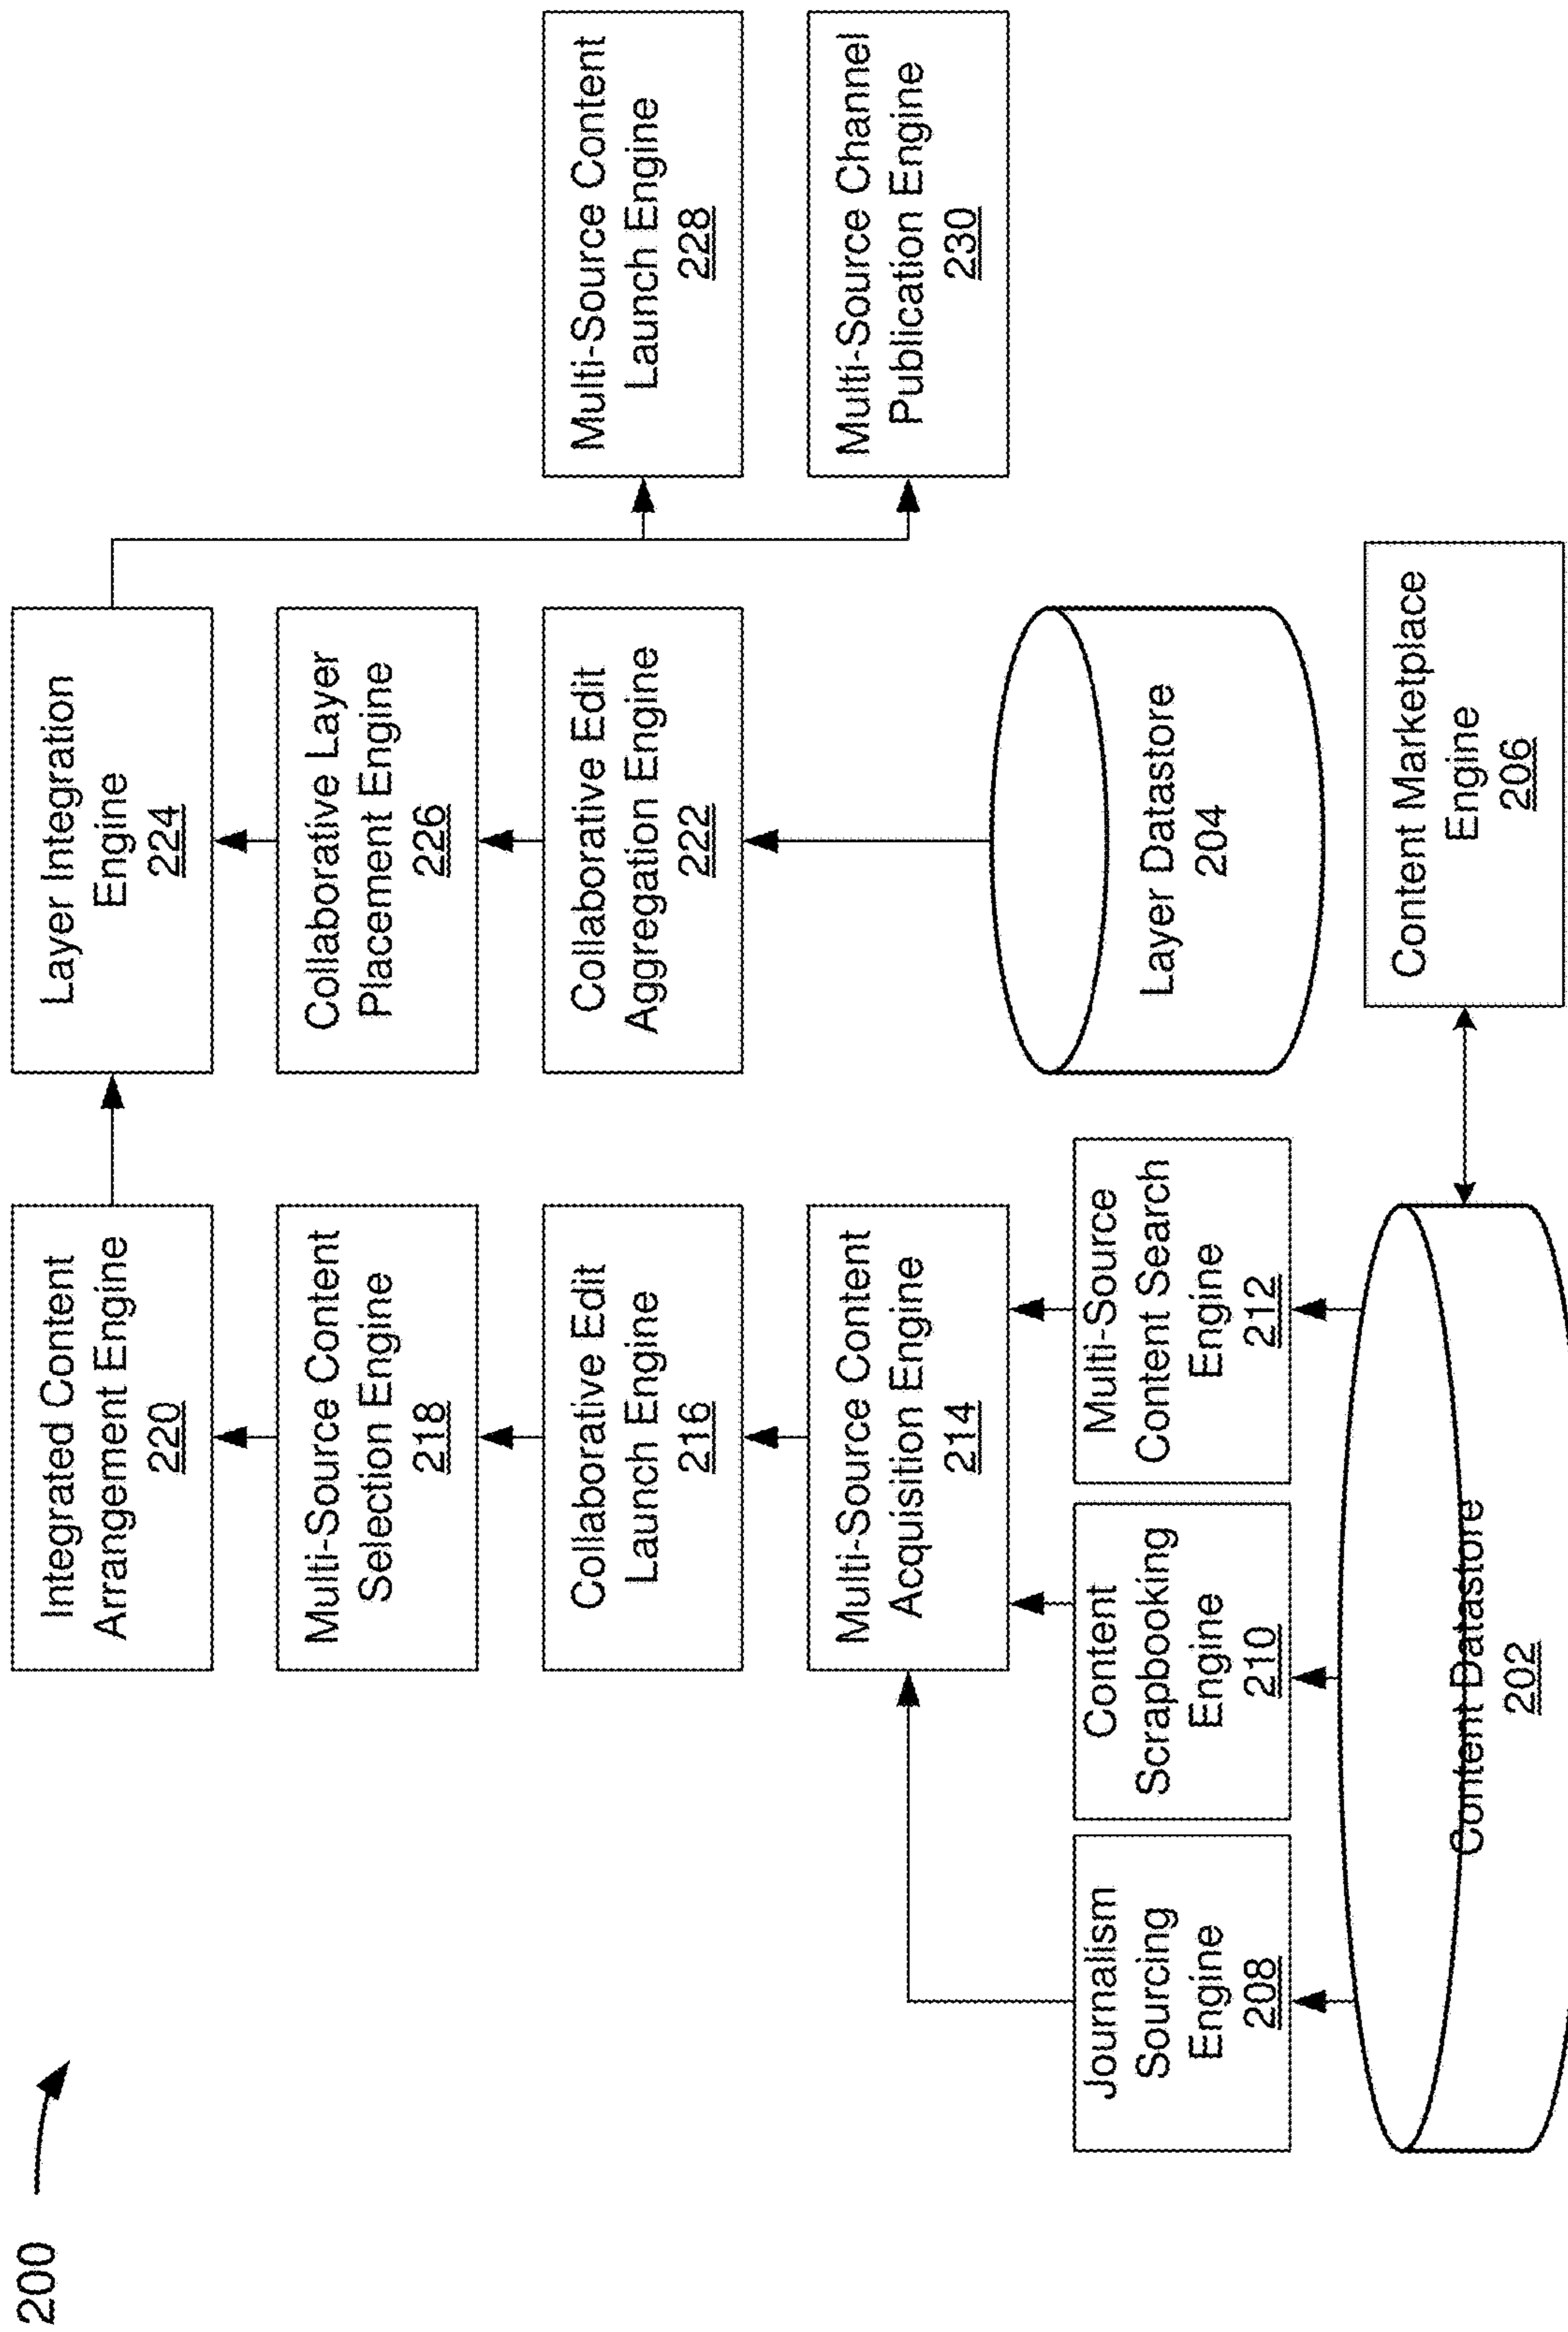 200
Integrated Content
Arrangement Engine
220
Layer Integration
Engine
224
Multi-Source Content
Selection Engine
218
Collaborative Layer
Placement Engine
226
Collaborative Edit
Launch Engine
216
Collaborative Edit
Aggregation Engine
222
Multi-Source Content
Launch Engine
228
Multi-Source Content
Acquisition Engine
214
Multi-Source Channel
Publication Engine
230
Journalism
Sourcing
Engine
208
Content
Scrapbooking
Engine
210
Multi-Source
Content Search
Engine
212
Layer Datastore
204
Content Datastore
202
Content Marketplace
Engine
206